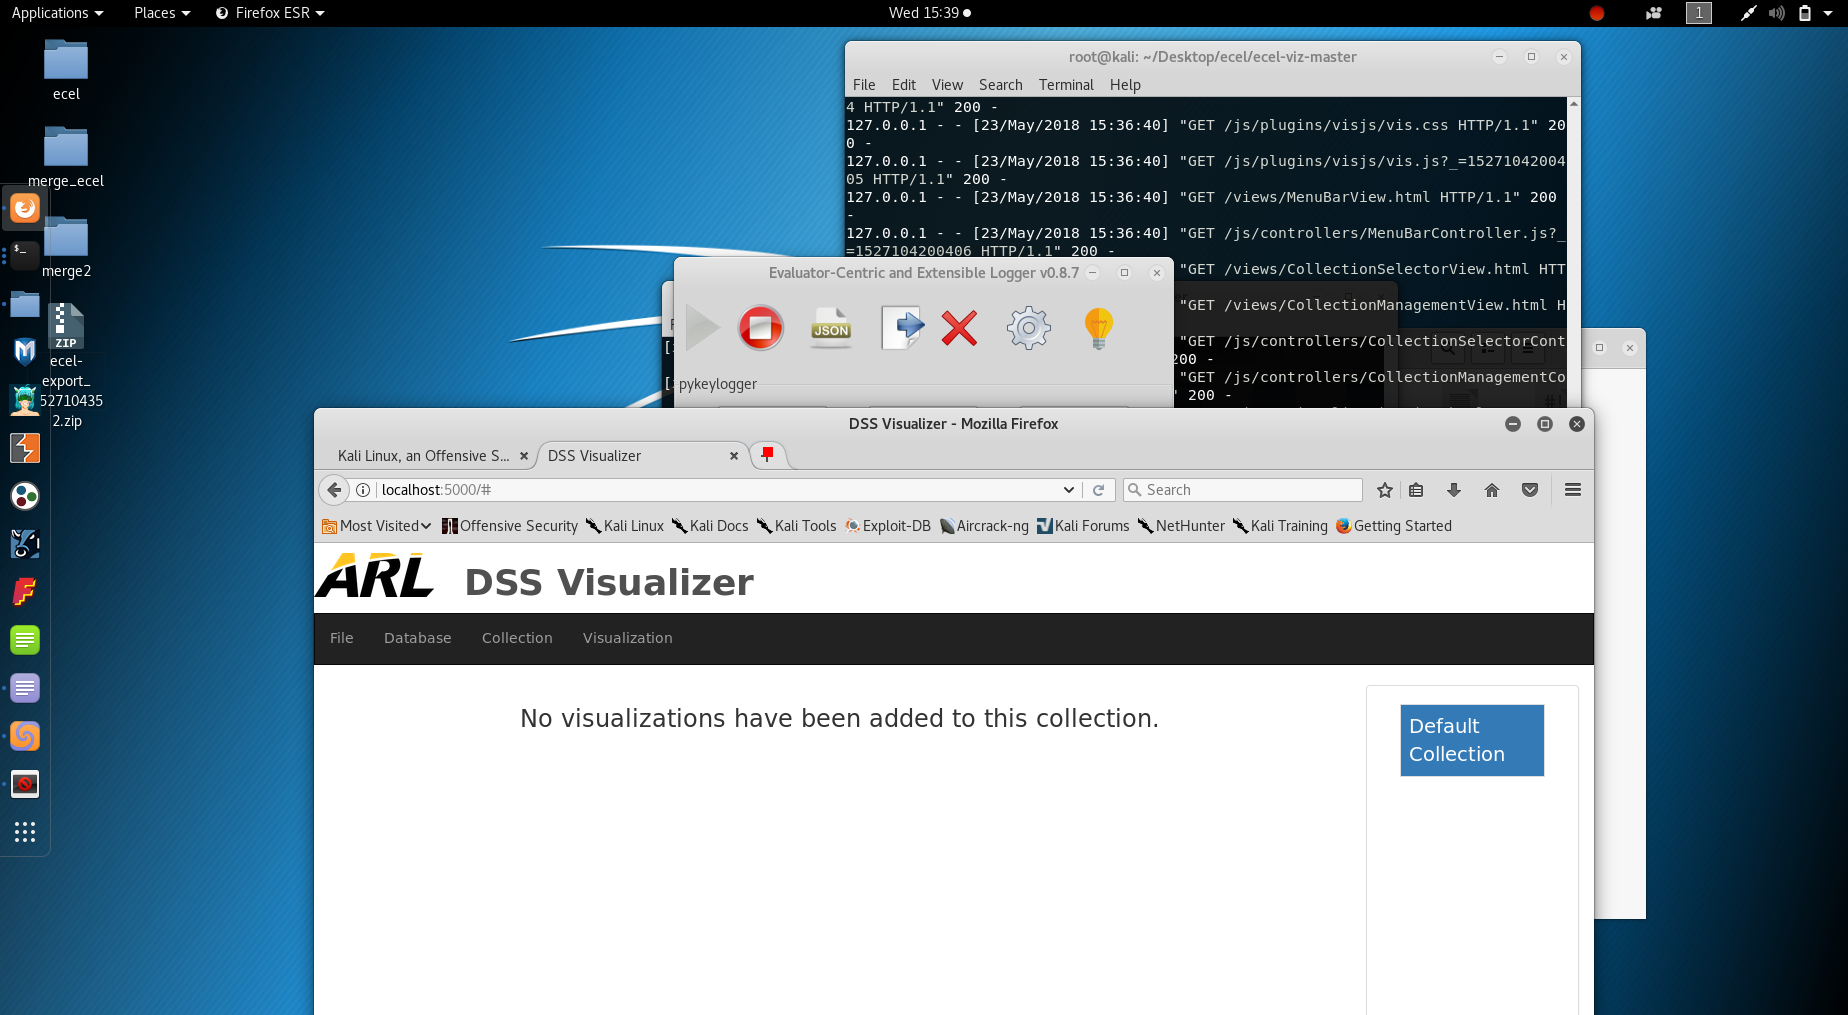 Applications
Places
Firefox ESR
Wed 15:39
1
ecel
merge_ecel
merge2
ZIP
ecel-
export_
52710435
2.zip
$_
root@kali: ~/Desktop/ecel/ecel-viz-master
File Edit View Search Terminal Help
4 HTTP/1.1" 200 -
127.0.0.1 - - [23/May/2018 15:36:40] "GET /js/plugins/visjs/vis.css HTTP/1.1" 20
0 -
127.0.0.1 - - [23/May/2018 15:36:40] "GET /js/plugins/visjs/vis.js?_=15271042004
05 HTTP/1.1" 200 -
127.0.0.1 - - [23/May/2018 15:36:40] "GET /views/MenuBarView.html HTTP/1.1" 200
-
127.0.0.1 - - [23/May/2018 15:36:40] "GET /js/controllers/MenuBarController.js?_
=1527104200406 HTTP/1.1" 200 -
"GET /views/CollectionSelectorView.html HTT
"GET /views/CollectionManagementView.html H
"GET /js/controllers/CollectionSelectorCont
200 -
"GET /js/controllers/CollectionManagementCo
" 200 -
Evaluator-Centric and Extensible Logger v0.8.7
JSON
pykeylogger
DSS Visualizer - Mozilla Firefox
Kali Linux, an Offensive S...
DSS Visualizer
localhost:5000/#
Search
Most Visited
Offensive Security
Kali Linux
Kali Docs
Kali Tools
Exploit-DB
Aircrack-ng
Kali Forums
NetHunter
Kali Training
Getting Started
ARL
DSS Visualizer
File
Database
Collection
Visualization
No visualizations have been added to this collection.
Default
Collection